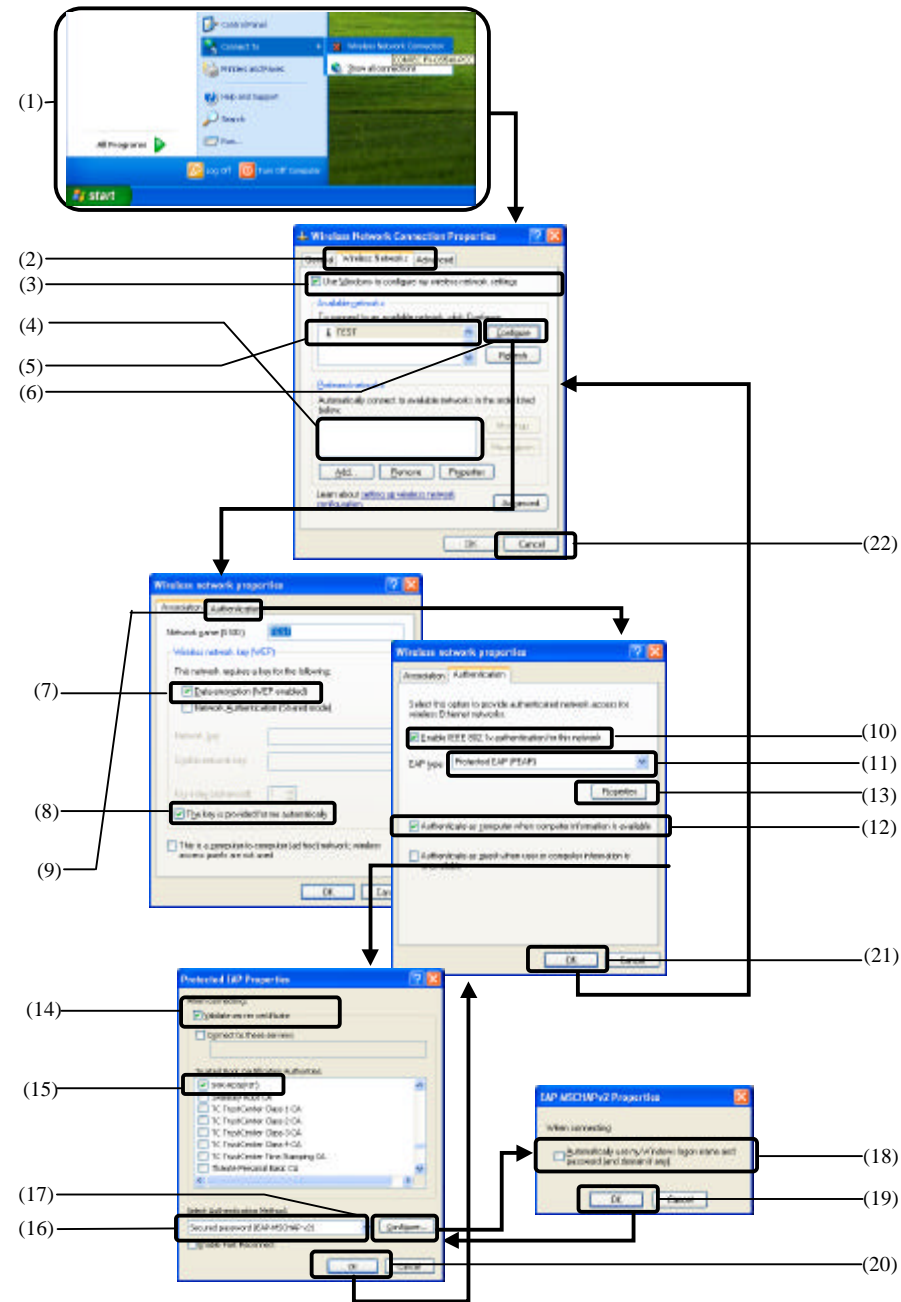 Control Panel
Connect To
Wireless Network Connection
Printers and Faxes
Show all connections
Help and Support
(1)
Search
All Programs
Run...
Log Off
Turn Off Computer
start
Wireless Network Connection Properties
(2)
General
Wireless Networks
Advanced
(3)
Use Windows to configure my wireless network settings
Available networks
(4)
To connect to an available network, click Configure.
TEST
Configure
(5)
Refresh
(6)
Preferred networks
Automatically connect to available networks in the order listed
below:
Move up
Move down
Add...
Remove
Properties
Learn about setting up wireless network
configuration.
Advanced
OK
Cancel
(22)
Wireless network properties
Association
Authentication
Network name (SSID):
TEST
Wireless network key (WEP)
This network requires a key for the following:
(7)
Data encryption (WEP enabled)
Network Authentication (Shared mode)
Network key:
Key index (advanced):
(8)
The key is provided for me automatically
This is a computer-to-computer (ad hoc) network; wireless
access points are not used
(9)
OK
Wireless network properties
Association
Authentication
Select this option to provide authenticated network access for
wireless Ethernet networks.
Enable IEEE 802.1x authentication for this network
(10)
EAP type:
Protected EAP (PEAP)
(11)
Properties
(13)
Authenticate as computer when computer information is available
(12)
Authenticate as guest when user or computer information is
unavailable
OK
Cancel
(21)
Protected EAP Properties
When connecting:
(14)
Validate server certificate
Connect to these servers:
Trusted Root Certification Authorities:
(15)
TC TrustCenter Class 1 CA
TC TrustCenter Class 2 CA
TC TrustCenter Class 3 CA
TC TrustCenter Class 4 CA
TC TrustCenter Time Stamping CA
Thawte Personal Basic CA
(17)
Select Authentication Method:
(16)
Secured password (EAP-MSCHAP v2)
Configure...
Enable Fast Reconnect
OK
Cancel
(20)
EAP MSCHAPv2 Properties
When connecting:
Automatically use my Windows logon name and
password (and domain if any).
(18)
OK
Cancel
(19)